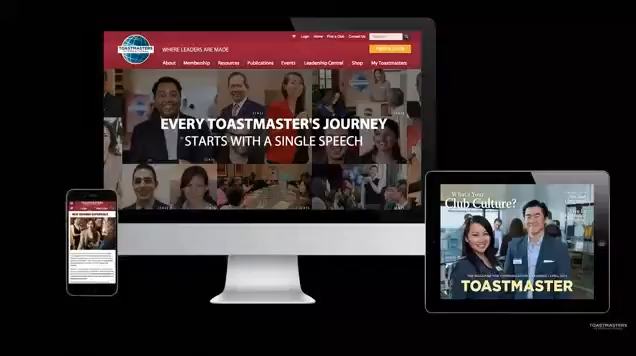 Login Home Find a Club Contact Us
TOASTMASTERS
INTERNATIONAL
WHERE LEADERS ARE MADE
About Membership Resources Publications Events Leadership Central Shop My Toastmasters
EVERY TOASTMASTER'S JOURNEY
STARTS WITH A SINGLE SPEECH
TOASTMASTERS
What's Your
Club Culture?
TOASTMASTER
TOASTMASTERS